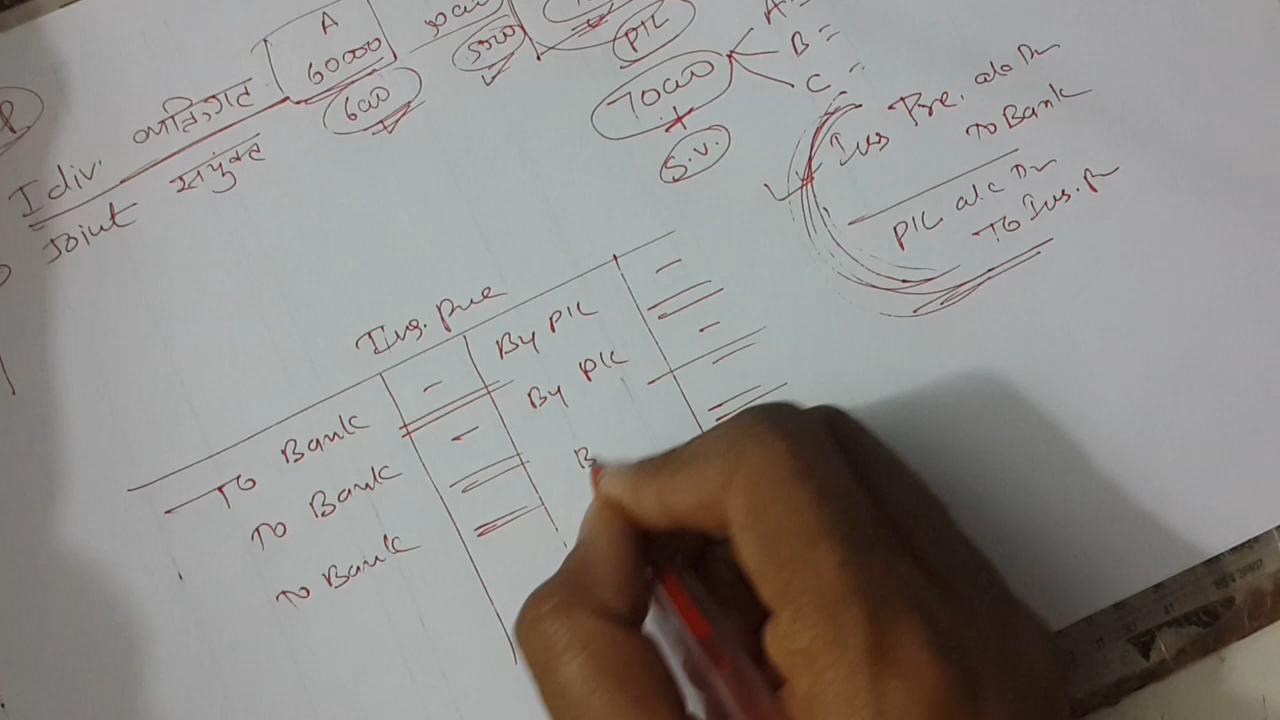 A
60000
600
5000
P/L
7000
S.V.
A =
B =
C =
P
Idiv. व्यक्तिगत
Joint संयुक्त
Ins Pre. a/c Dr
To Bank
P/L a/c Dr
To Ins. Pr
Ins. Pre
To Bank - By P/L -
To Bank - By P/L -
To Bank B